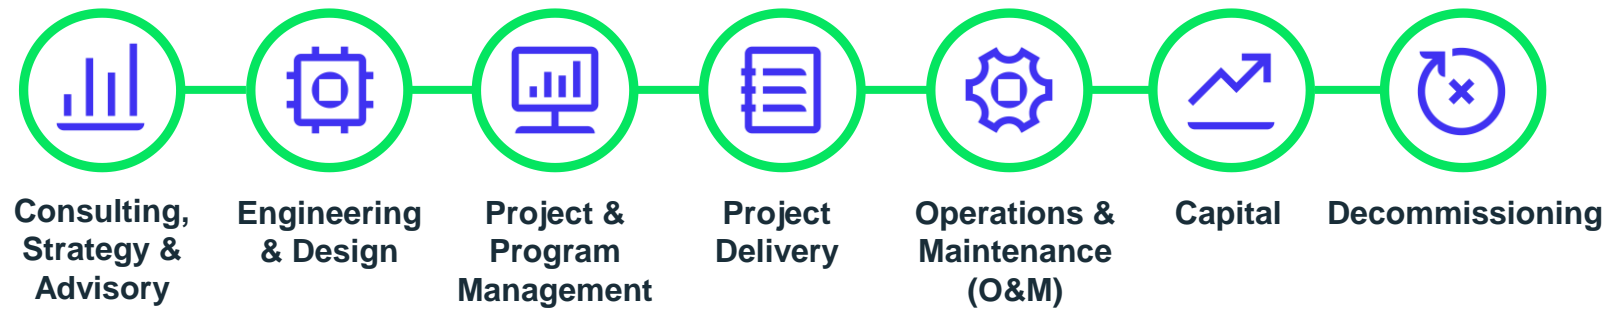 Consulting,
Strategy &
Advisory
Engineering
& Design
Project &
Program
Management
Project
Delivery
Operations &
Maintenance
(O&M)
Capital
Decommissioning